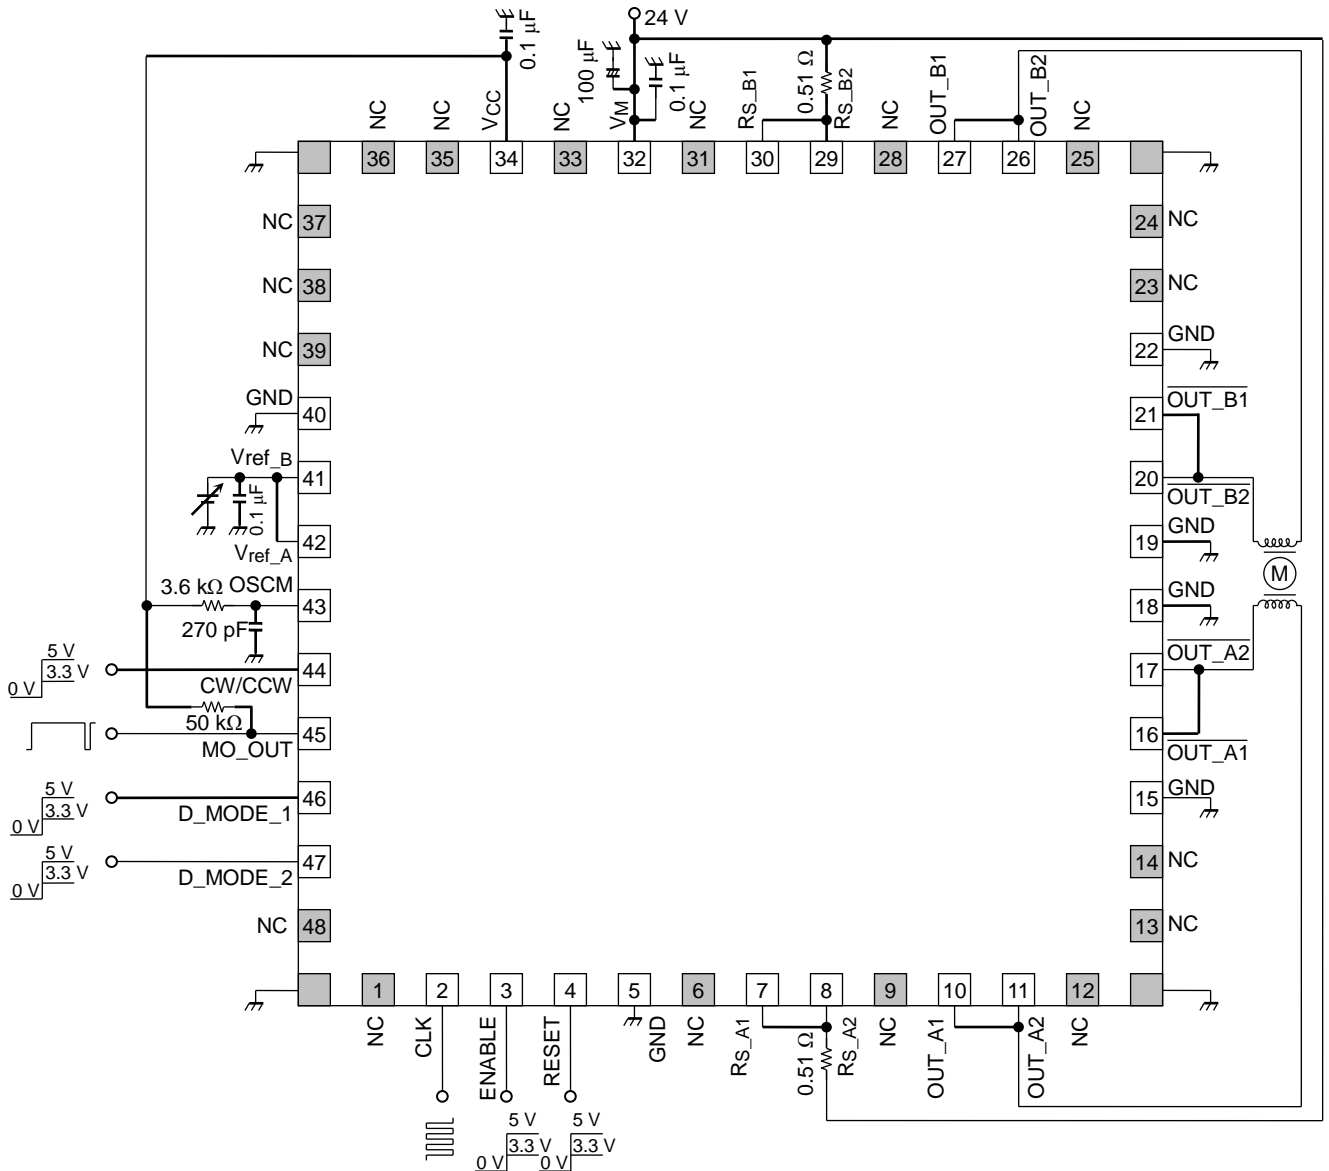 24 V
0.1 µF
100 µF
0.1 µF
0.51 Ω
NC
NC
VCC
NC
VM
NC
RS_B1
RS_B2
NC
OUT_B1
OUT_B2
NC
36
35
34
33
32
31
30
29
28
27
26
25
NC 37
24 NC
NC 38
23 NC
NC 39
22 GND
GND 40
21 OUT_B1
Vref_B 41
20 OUT_B2
0.1 µF
Vref_A 42
19 GND
3.6 kΩ OSCM 43
270 pF
18 GND
5 V
3.3 V
0 V
CW/CCW 44
17 OUT_A2
50 kΩ
MO_OUT 45
16 OUT_A1
M
5 V
3.3 V
0 V
D_MODE_1 46
15 GND
5 V
3.3 V
0 V
D_MODE_2 47
14 NC
NC 48
13 NC
1
2
3
4
5
6
7
8
9
10
11
12
NC
CLK
ENABLE
RESET
GND
NC
RS_A1
0.51 Ω
RS_A2
NC
OUT_A1
OUT_A2
NC
5 V
3.3 V
0 V
5 V
3.3 V
0 V